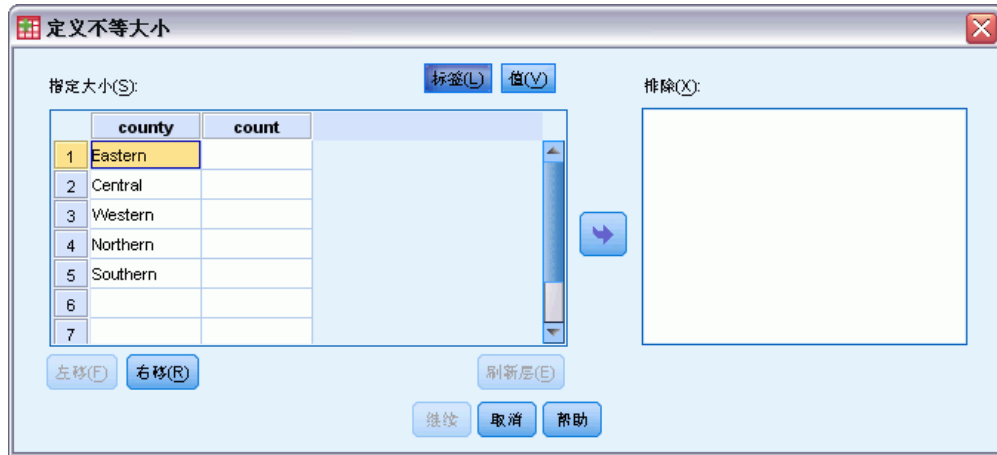 定义不等大小
指定大小(S):
标签(L) 值(V)
排除(X):
county count
1 Eastern
2 Central
3 Western
4 Northern
5 Southern
6
7
左移(F) 右移(R) 刷新层(E)
继续 取消 帮助